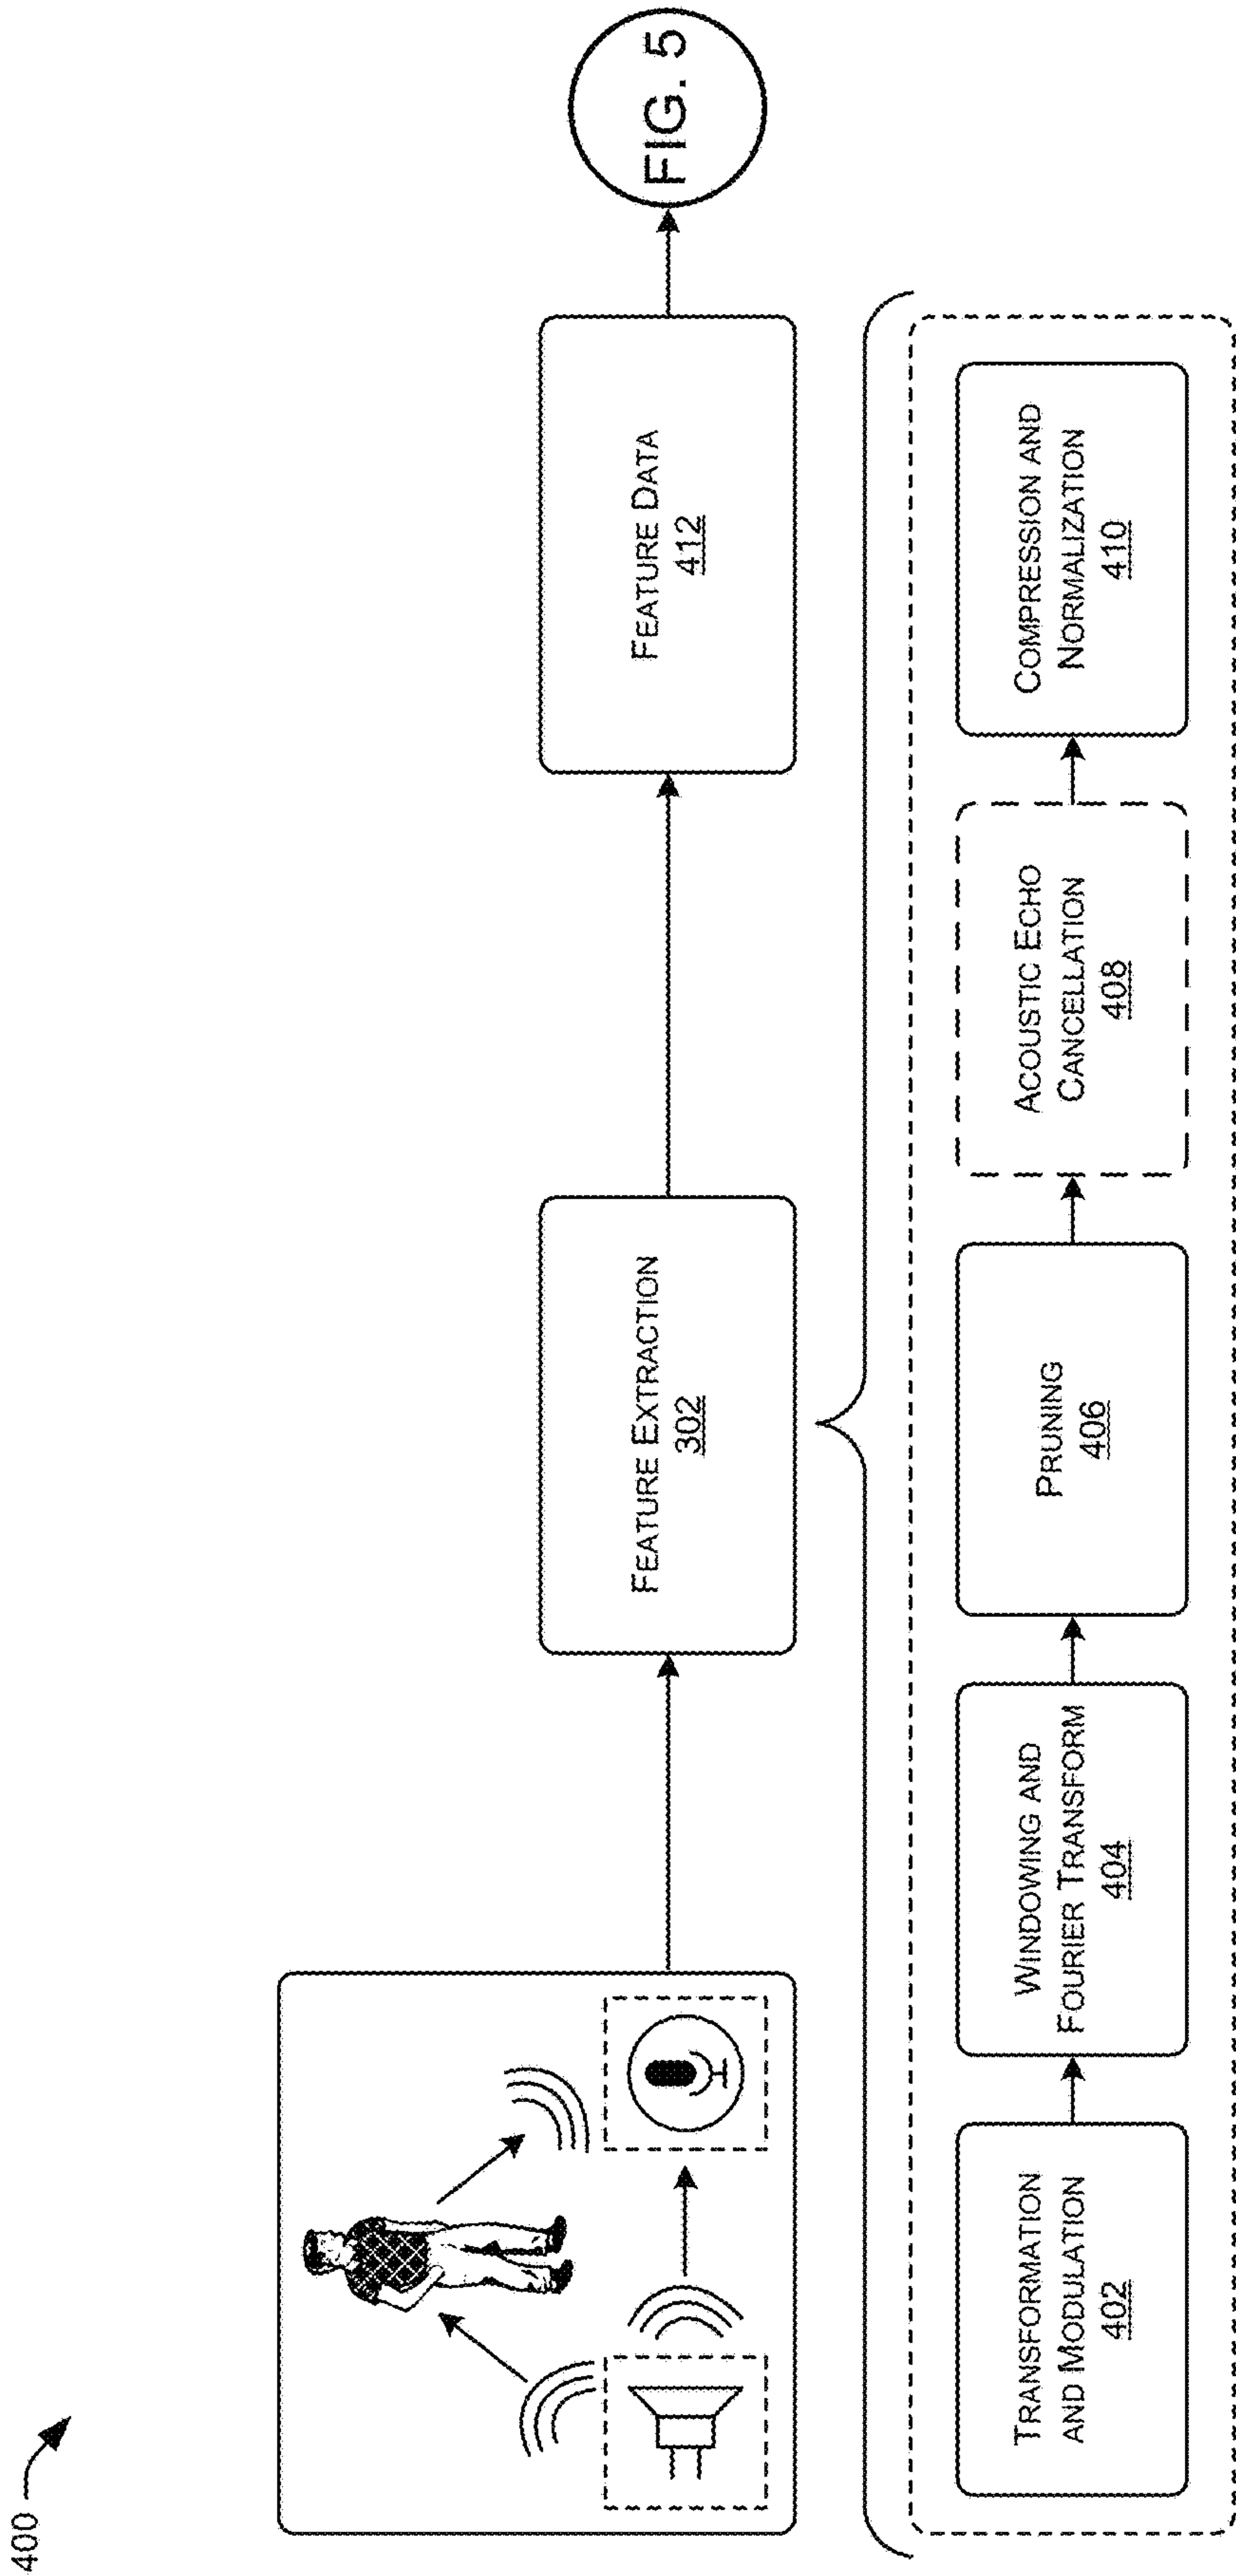 400
FEATURE EXTRACTION
302
FEATURE DATA
412
FIG. 5
TRANSFORMATION
AND MODULATION
402
WINDOWING AND
FOURIER TRANSFORM
404
PRUNING
406
ACOUSTIC ECHO
CANCELLATION
408
COMPRESSION AND
NORMALIZATION
410